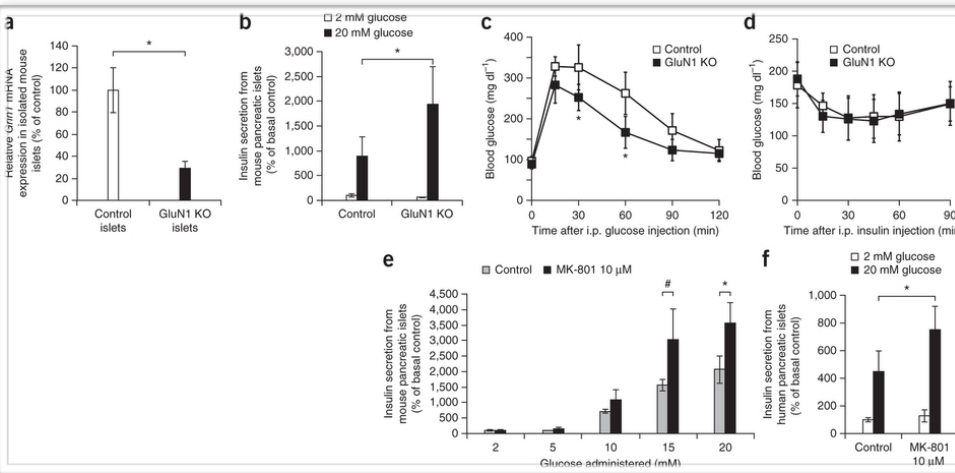 a
Relative Grin1 mRNA
expression in isolated mouse
islets (% of control)
140
120
100
80
60
40
20
0
*
Control
islets
GluN1 KO
islets
b
2 mM glucose
20 mM glucose
Insulin secretion from
mouse pancreatic islets
(% of basal control)
3,000
2,500
2,000
1,500
1,000
500
0
*
Control
GluN1 KO
c
Blood glucose (mg dl−1)
400
300
200
100
0
Control
GluN1 KO
*
*
0
30
60
90
120
Time after i.p. glucose injection (min)
d
Blood glucose (mg dl−1)
250
200
150
100
50
0
Control
GluN1 KO
0
30
60
90
Time after i.p. insulin injection (min
e
Control
MK-801 10 μM
Insulin secretion from
mouse pancreatic islets
(% of basal control)
4,500
4,000
3,500
3,000
2,500
2,000
1,500
1,000
500
0
#
*
2
5
10
15
20
Glucose administered (mM)
f
2 mM glucose
20 mM glucose
Insulin secretion from
human pancreatic islets
(% of basal control)
1,000
800
600
400
200
0
*
Control
MK-801
10 μM